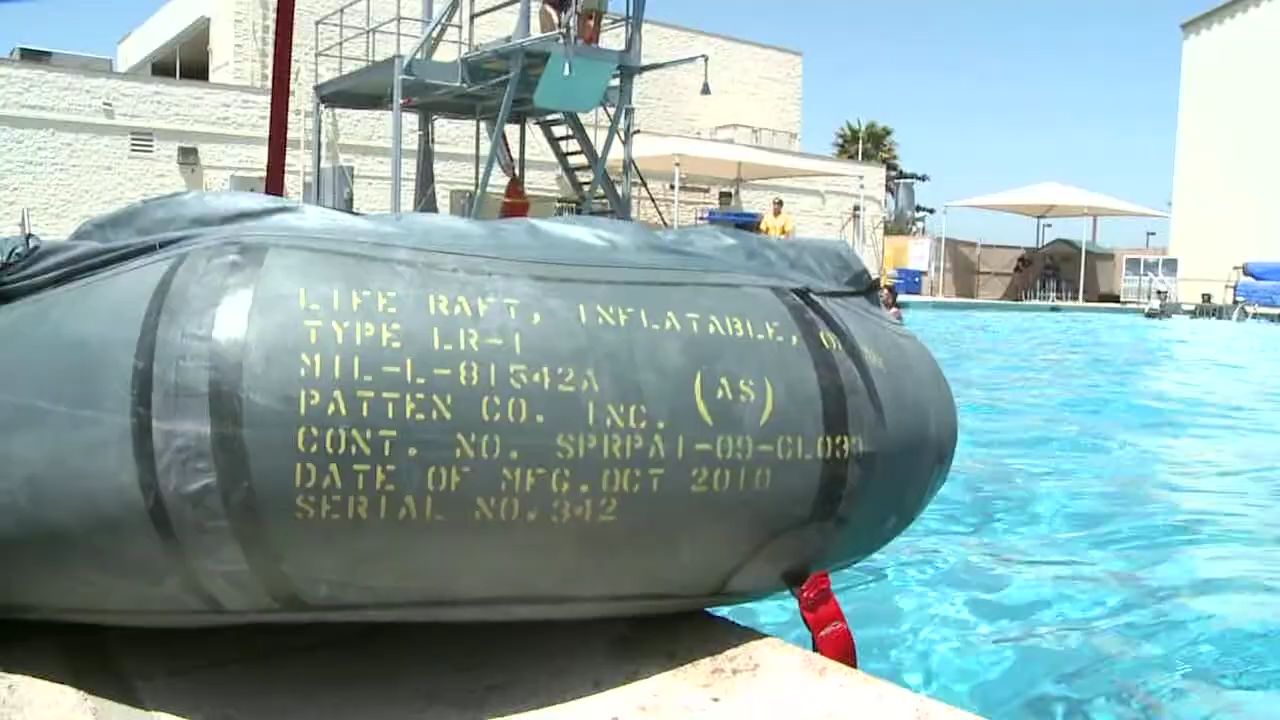 LIFE RAFT, INFLATABLE,
TYPE LR-1
MIL-L-81542A (AS)
PATTEN CO. INC.
CONT. NO. SPRPA1-09-GL03
DATE OF MFG.OCT 2010
SERIAL NO.342